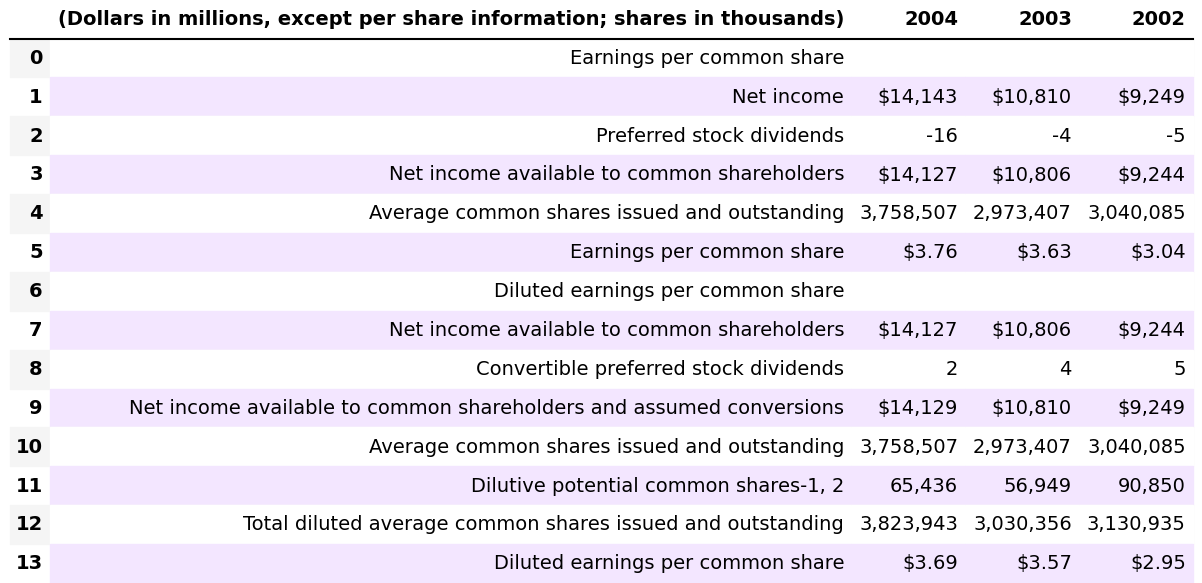 (Dollars in millions, except per share information; shares in thousands) 2004 2003 2002
0 Earnings per common share
1 Net income $14,143 $10,810 $9,249
2 Preferred stock dividends -16 -4 -5
3 Net income available to common shareholders $14,127 $10,806 $9,244
4 Average common shares issued and outstanding 3,758,507 2,973,407 3,040,085
5 Earnings per common share $3.76 $3.63 $3.04
6 Diluted earnings per common share
7 Net income available to common shareholders $14,127 $10,806 $9,244
8 Convertible preferred stock dividends 2 4 5
9 Net income available to common shareholders and assumed conversions $14,129 $10,810 $9,249
10 Average common shares issued and outstanding 3,758,507 2,973,407 3,040,085
11 Dilutive potential common shares-1, 2 65,436 56,949 90,850
12 Total diluted average common shares issued and outstanding 3,823,943 3,030,356 3,130,935
13 Diluted earnings per common share $3.69 $3.57 $2.95